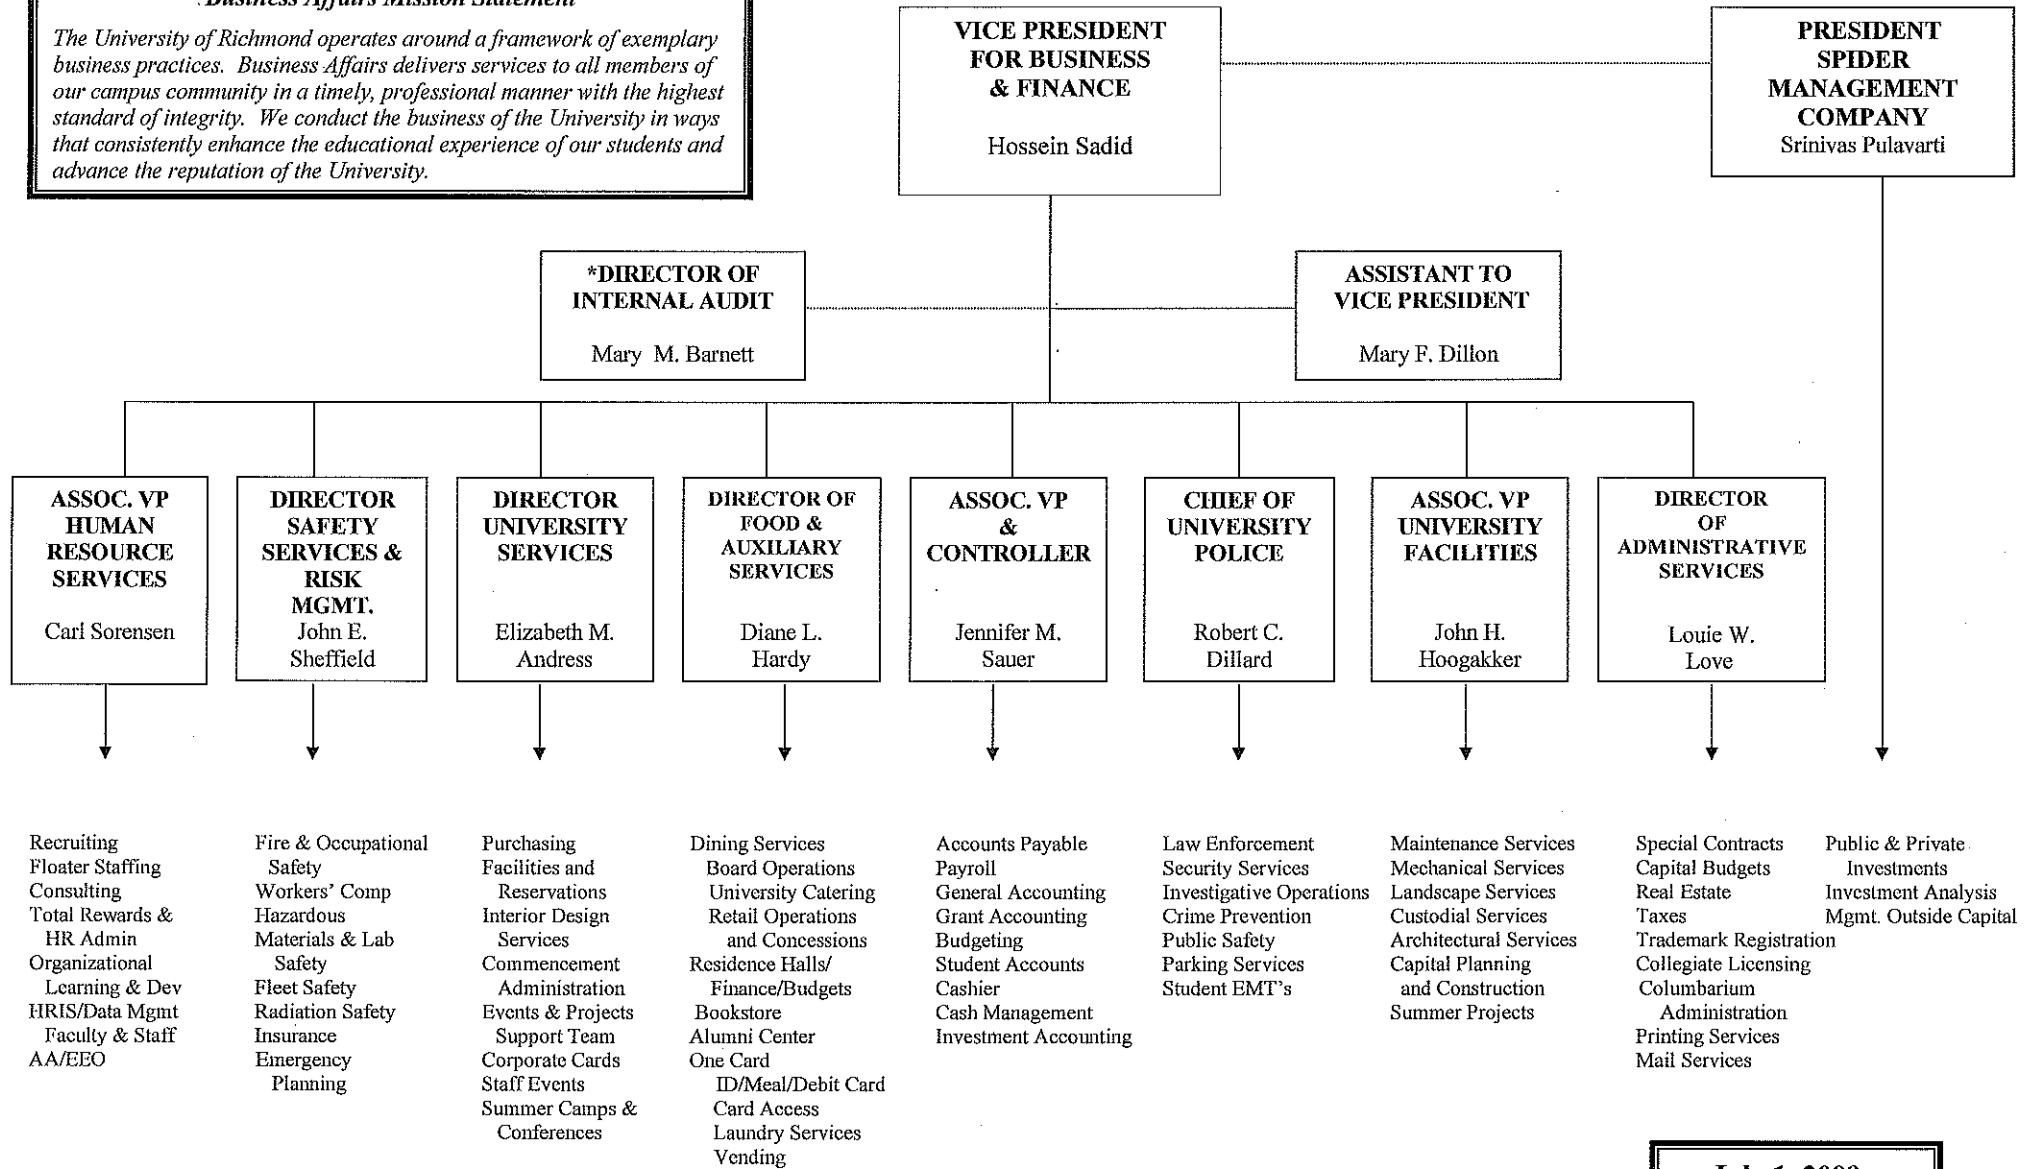 Business Affairs Mission Statement
The University of Richmond operates around a framework of exemplary
business practices. Business Affairs delivers services to all members of
our campus community in a timely, professional manner with the highest
standard of integrity. We conduct the business of the University in ways
that consistently enhance the educational experience of our students and
advance the reputation of the University.
VICE PRESIDENT
FOR BUSINESS
& FINANCE
Hossein Sadid
PRESIDENT
SPIDER
MANAGEMENT
COMPANY
Srinivas Pulavarti
*DIRECTOR OF
INTERNAL AUDIT
Mary M. Barnett
ASSISTANT TO
VICE PRESIDENT
Mary F. Dillon
ASSOC. VP
HUMAN
RESOURCE
SERVICES
Carl Sorensen
DIRECTOR
SAFETY
SERVICES &
RISK
MGMT.
John E.
Sheffield
DIRECTOR
UNIVERSITY
SERVICES
Elizabeth M.
Andress
DIRECTOR OF
FOOD &
AUXILIARY
SERVICES
Diane L.
Hardy
ASSOC. VP
&
CONTROLLER
Jennifer M.
Sauer
CHIEF OF
UNIVERSITY
POLICE
Robert C.
Dillard
ASSOC. VP
UNIVERSITY
FACILITIES
John H.
Hoogakker
DIRECTOR
OF
ADMINISTRATIVE
SERVICES
Louie W.
Love
Recruiting
Floater Staffing
Consulting
Total Rewards &
HR Admin
Organizational
Learning & Dev
HRIS/Data Mgmt
Faculty & Staff
AA/EEO
Fire & Occupational
Safety
Workers' Comp
Hazardous
Materials & Lab
Safety
Fleet Safety
Radiation Safety
Insurance
Emergency
Planning
Purchasing
Facilities and
Reservations
Interior Design
Services
Commencement
Administration
Events & Projects
Support Team
Corporate Cards
Staff Events
Summer Camps &
Conferences
Dining Services
Board Operations
University Catering
Retail Operations
and Concessions
Residence Halls/
Finance/Budgets
Bookstore
Alumni Center
One Card
ID/Meal/Debit Card
Card Access
Laundry Services
Vending
Accounts Payable
Payroll
General Accounting
Grant Accounting
Budgeting
Student Accounts
Cashier
Cash Management
Investment Accounting
Law Enforcement
Security Services
Investigative Operations
Crime Prevention
Public Safety
Parking Services
Student EMT's
Maintenance Services
Mechanical Services
Landscape Services
Custodial Services
Architectural Services
Capital Planning
and Construction
Summer Projects
Special Contracts
Capital Budgets
Real Estate
Taxes
Trademark Registration
Collegiate Licensing
Columbarium
Administration
Printing Services
Mail Services
Public & Private
Investments
Investment Analysis
Mgmt. Outside Capital